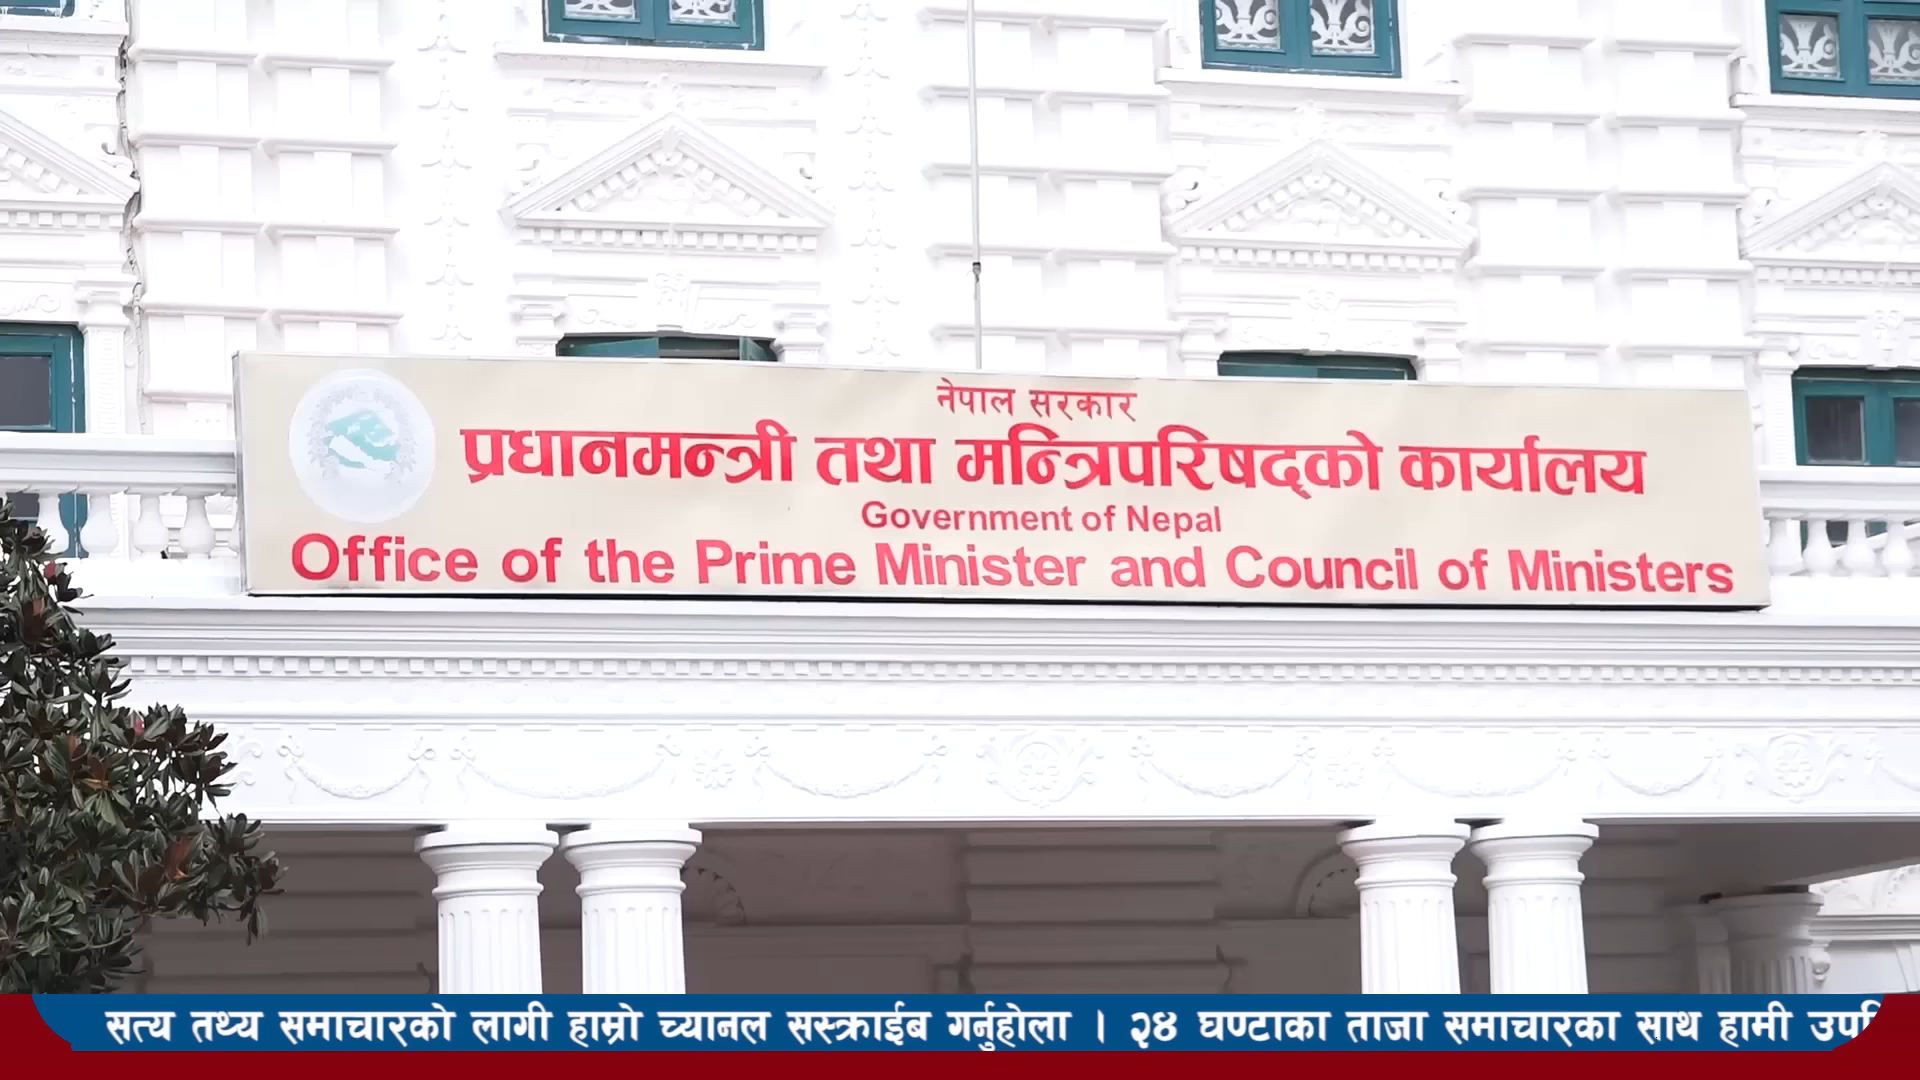 नेपाल सरकार
प्रधानमन्त्री तथा मन्त्रिपरिषद्को कार्यालय
Government of Nepal
Office of the Prime Minister and Council of Ministers
सत्य तथ्य समाचारको लागी हाम्रो च्यानल सस्क्राईब गर्नुहोला । २४ घण्टाका ताजा समाचारका साथ हामी